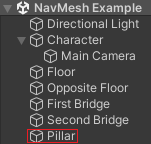 NavMesh Example
Directional Light
Character
Main Camera
Floor
Opposite Floor
First Bridge
Second Bridge
Pillar